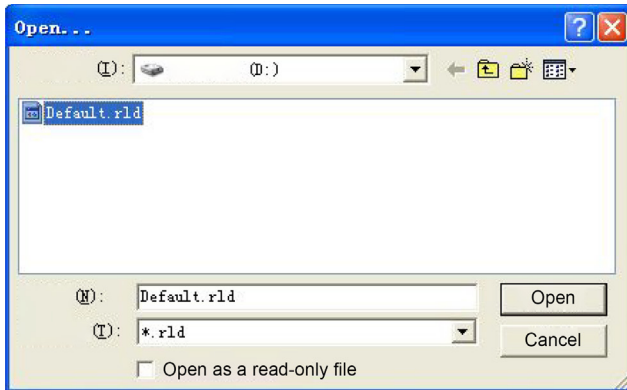 Open...
(I): (D:)
Default.rld
(N): Default.rld
Open
(T): *.rld
Cancel
Open as a read-only file